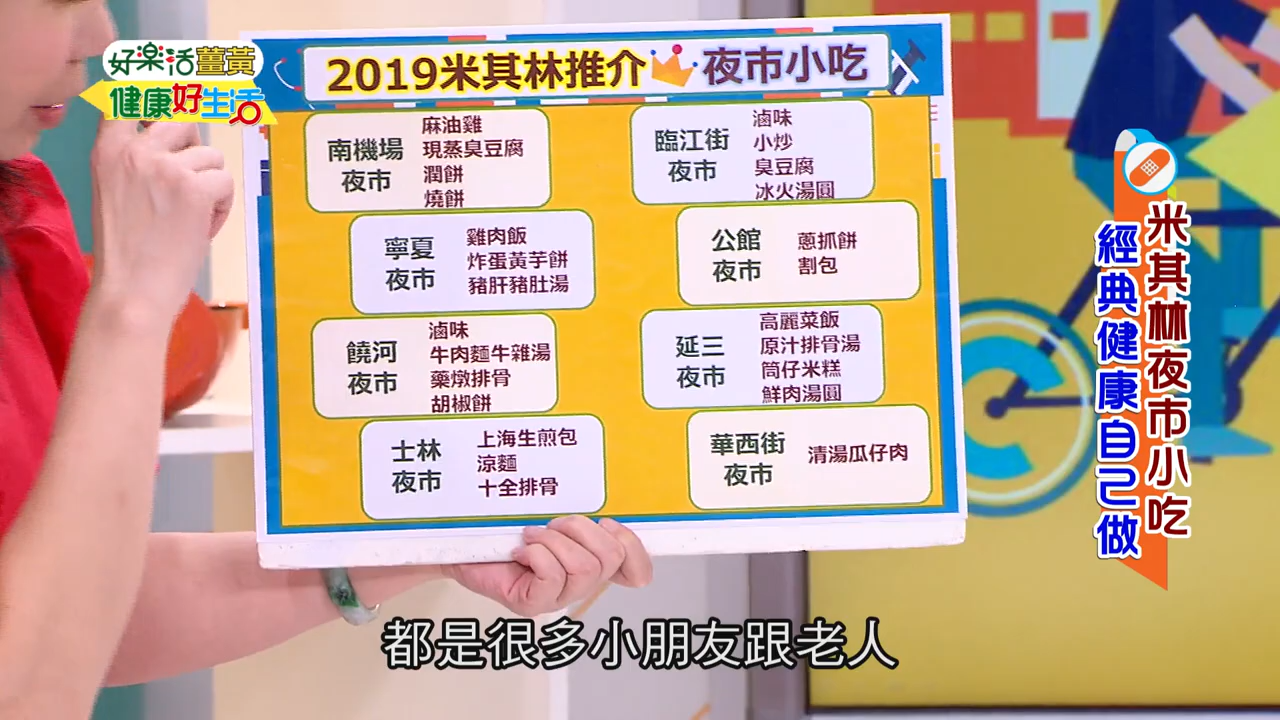 好樂活薑黃
健康好生活
2019米其林推介
夜市小吃
南機場
夜市
麻油雞
現蒸臭豆腐
潤餅
燒餅
臨江街
夜市
滷味
小炒
臭豆腐
冰火湯圓
寧夏
夜市
雞肉飯
炸蛋黃芋餅
豬肝豬肚湯
公館
夜市
蔥抓餅
割包
饒河
夜市
滷味
牛肉麵牛雜湯
藥燉排骨
胡椒餅
延三
夜市
高麗菜飯
原汁排骨湯
筒仔米糕
鮮肉湯圓
士林
夜市
上海生煎包
涼麵
十全排骨
華西街
夜市
清湯瓜仔肉
米其林夜市小吃
經典健康自己做
都是很多小朋友跟老人